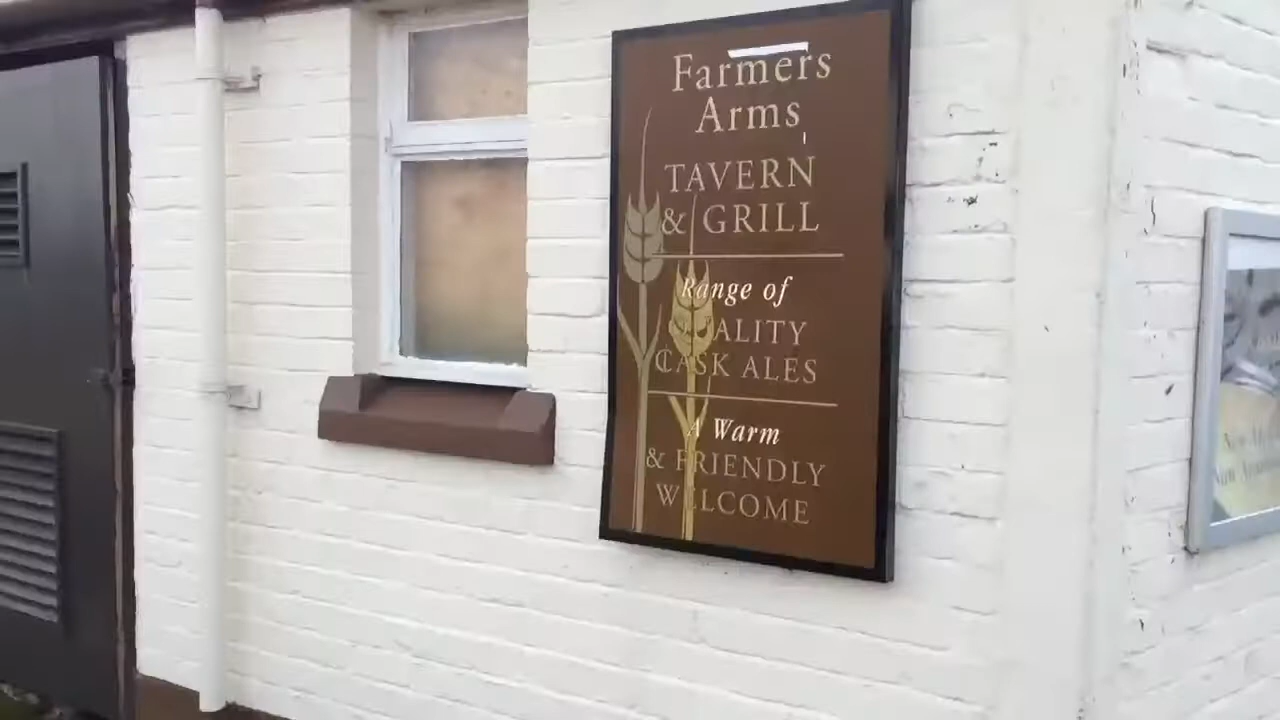 Farmers
Arms
TAVERN
& GRILL
Range of
QUALITY
CASK ALES
A Warm
& FRIENDLY
WELCOME